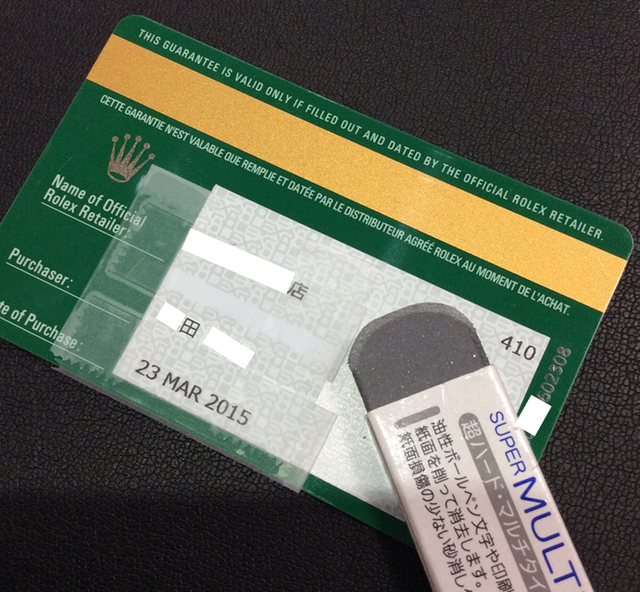 THIS GUARANTEE IS VALID ONLY IF FILLED OUT AND DATED BY THE OFFICIAL ROLEX RETAILER.
CETTE GARANTIE N'EST VALABLE QUE REMPLIE ET DATÉE PAR LE DISTRIBUTEUR AGRÉE ROLEX AU MOMENT DE L'ACHAT.
Name of Official
Rolex Retailer:
店
410
Purchaser:
田
602308
te of Purchase:
23 MAR 2015
SUPER MULT
超ハード・マルチタイ
油性ボールペン文字や印刷
紙面を削って消去します。
紙面損傷の少ない砂消し